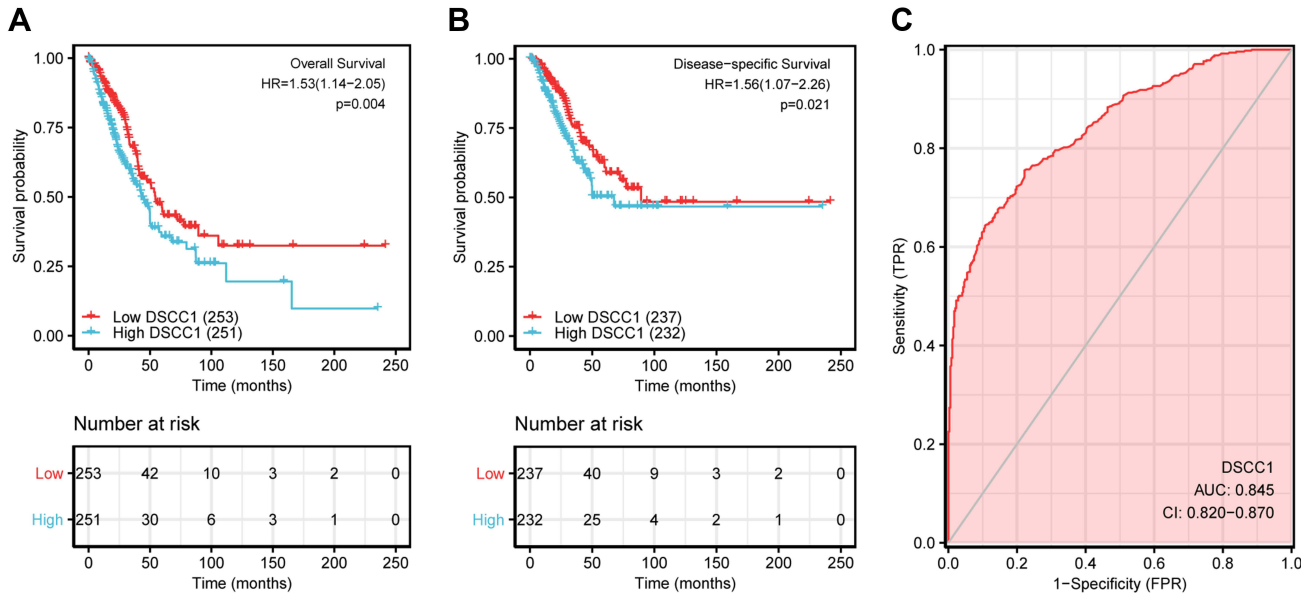 A
Overall Survival
HR=1.53(1.14−2.05)
p=0.004
Survival probability
1.00
0.75
0.50
0.25
0.00
Low DSCC1 (253)
High DSCC1 (251)
0 50 100 150 200 250
Time (months)
Number at risk
Low 253 42 10 3 2 0
High 251 30 6 3 1 0
0 50 100 150 200 250
Time (months)
B
Disease−specific Survival
HR=1.56(1.07−2.26)
p=0.021
Survival probability
1.00
0.75
0.50
0.25
0.00
Low DSCC1 (237)
High DSCC1 (232)
0 50 100 150 200 250
Time (months)
Number at risk
Low 237 40 9 3 2 0
High 232 25 4 2 1 0
0 50 100 150 200 250
Time (months)
C
Sensitivity (TPR)
1.0
0.8
0.6
0.4
0.2
0.0
DSCC1
AUC: 0.845
CI: 0.820−0.870
0.0 0.2 0.4 0.6 0.8 1.0
1−Specificity (FPR)